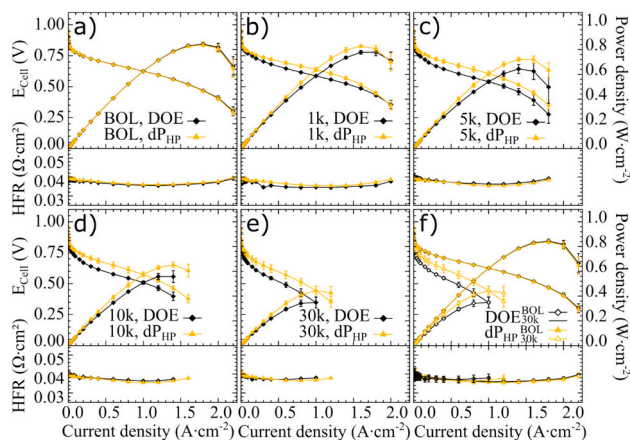 a) b) c)
E_Cell (V)
1.00
0.75
0.50
0.25
0.00
BOL, DOE
BOL, dP_HP
1k, DOE
1k, dP_HP
5k, DOE
5k, dP_HP
1.0
0.8
0.6
0.4
0.2
0.0
Power density (W·cm⁻²)
HFR (Ω·cm²)
0.05
0.04
0.03
d) e) f)
E_Cell (V)
1.00
0.75
0.50
0.25
0.00
10k, DOE
10k, dP_HP
30k, DOE
30k, dP_HP
DOE BOL
30k
dP_HP BOL
30k
1.0
0.8
0.6
0.4
0.2
0.0
Power density (W·cm⁻²)
HFR (Ω·cm²)
0.05
0.04
0.0 0.5 1.0 1.5 2.0 0.0 0.5 1.0 1.5 2.0 0.0 0.5 1.0 1.5 2.0
Current density (A·cm⁻²) Current density (A·cm⁻²) Current density (A·cm⁻²)